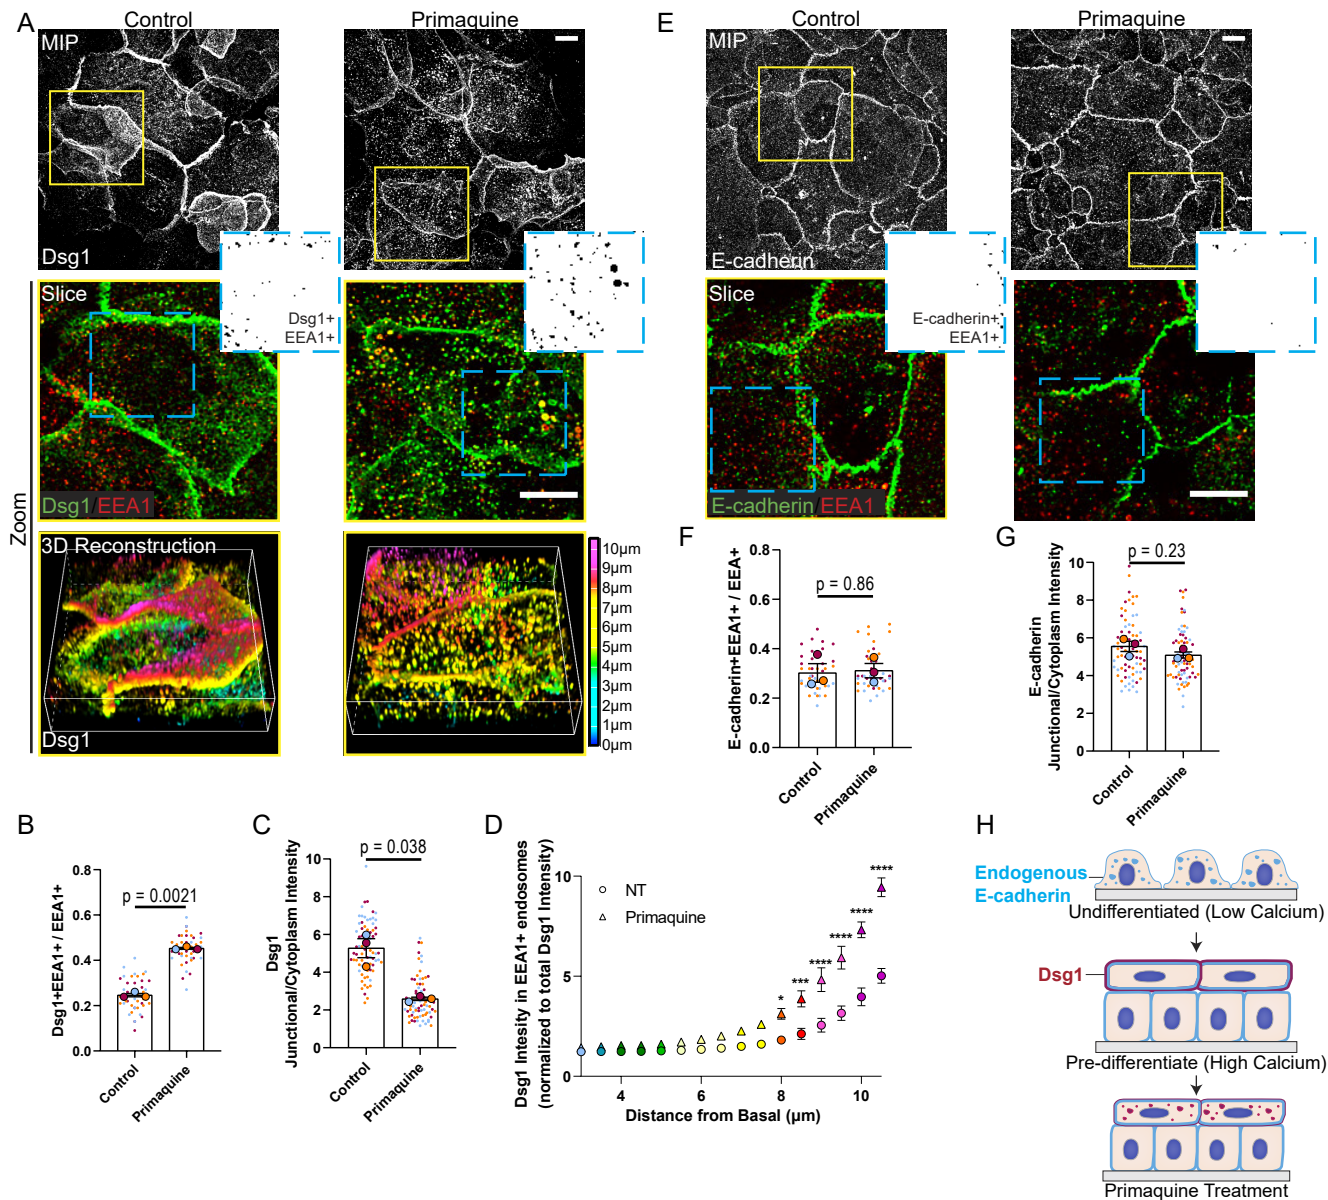 A
Control
Primaquine
MIP
Dsg1
Slice
Dsg1+
EEA1+
Dsg1/EEA1
Zoom
3D Reconstruction
Dsg1
10µm
9µm
8µm
7µm
6µm
5µm
4µm
3µm
2µm
1µm
0µm
E
Control
Primaquine
MIP
E-cadherin
Slice
E-cadherin+
EEA1+
E-cadherin/EEA1
F
E-cadherin+EEA1+ / EEA+
0.8
0.6
0.4
0.2
0.0
p = 0.86
Control
Primaquine
G
E-cadherin
Junctional/Cytoplasm Intensity
10
8
6
4
2
0
p = 0.23
Control
Primaquine
B
Dsg1+EEA1+ / EEA1+
0.8
0.6
0.4
0.2
0.0
p = 0.0021
Control
Primaquine
C
Dsg1
Junctional/Cytoplasm Intensity
10
8
6
4
2
0
p = 0.038
Control
Primaquine
D
Dsg1 Intesity in EEA1+ endosomes
(normalized to total Dsg1 Intensity)
10
5
0
NT
Primaquine
*
***
****
****
****
****
4
6
8
10
Distance from Basal (µm)
H
Endogenous
E-cadherin
Undifferentiated (Low Calcium)
Dsg1
Pre-differentiate (High Calcium)
Primaquine Treatment